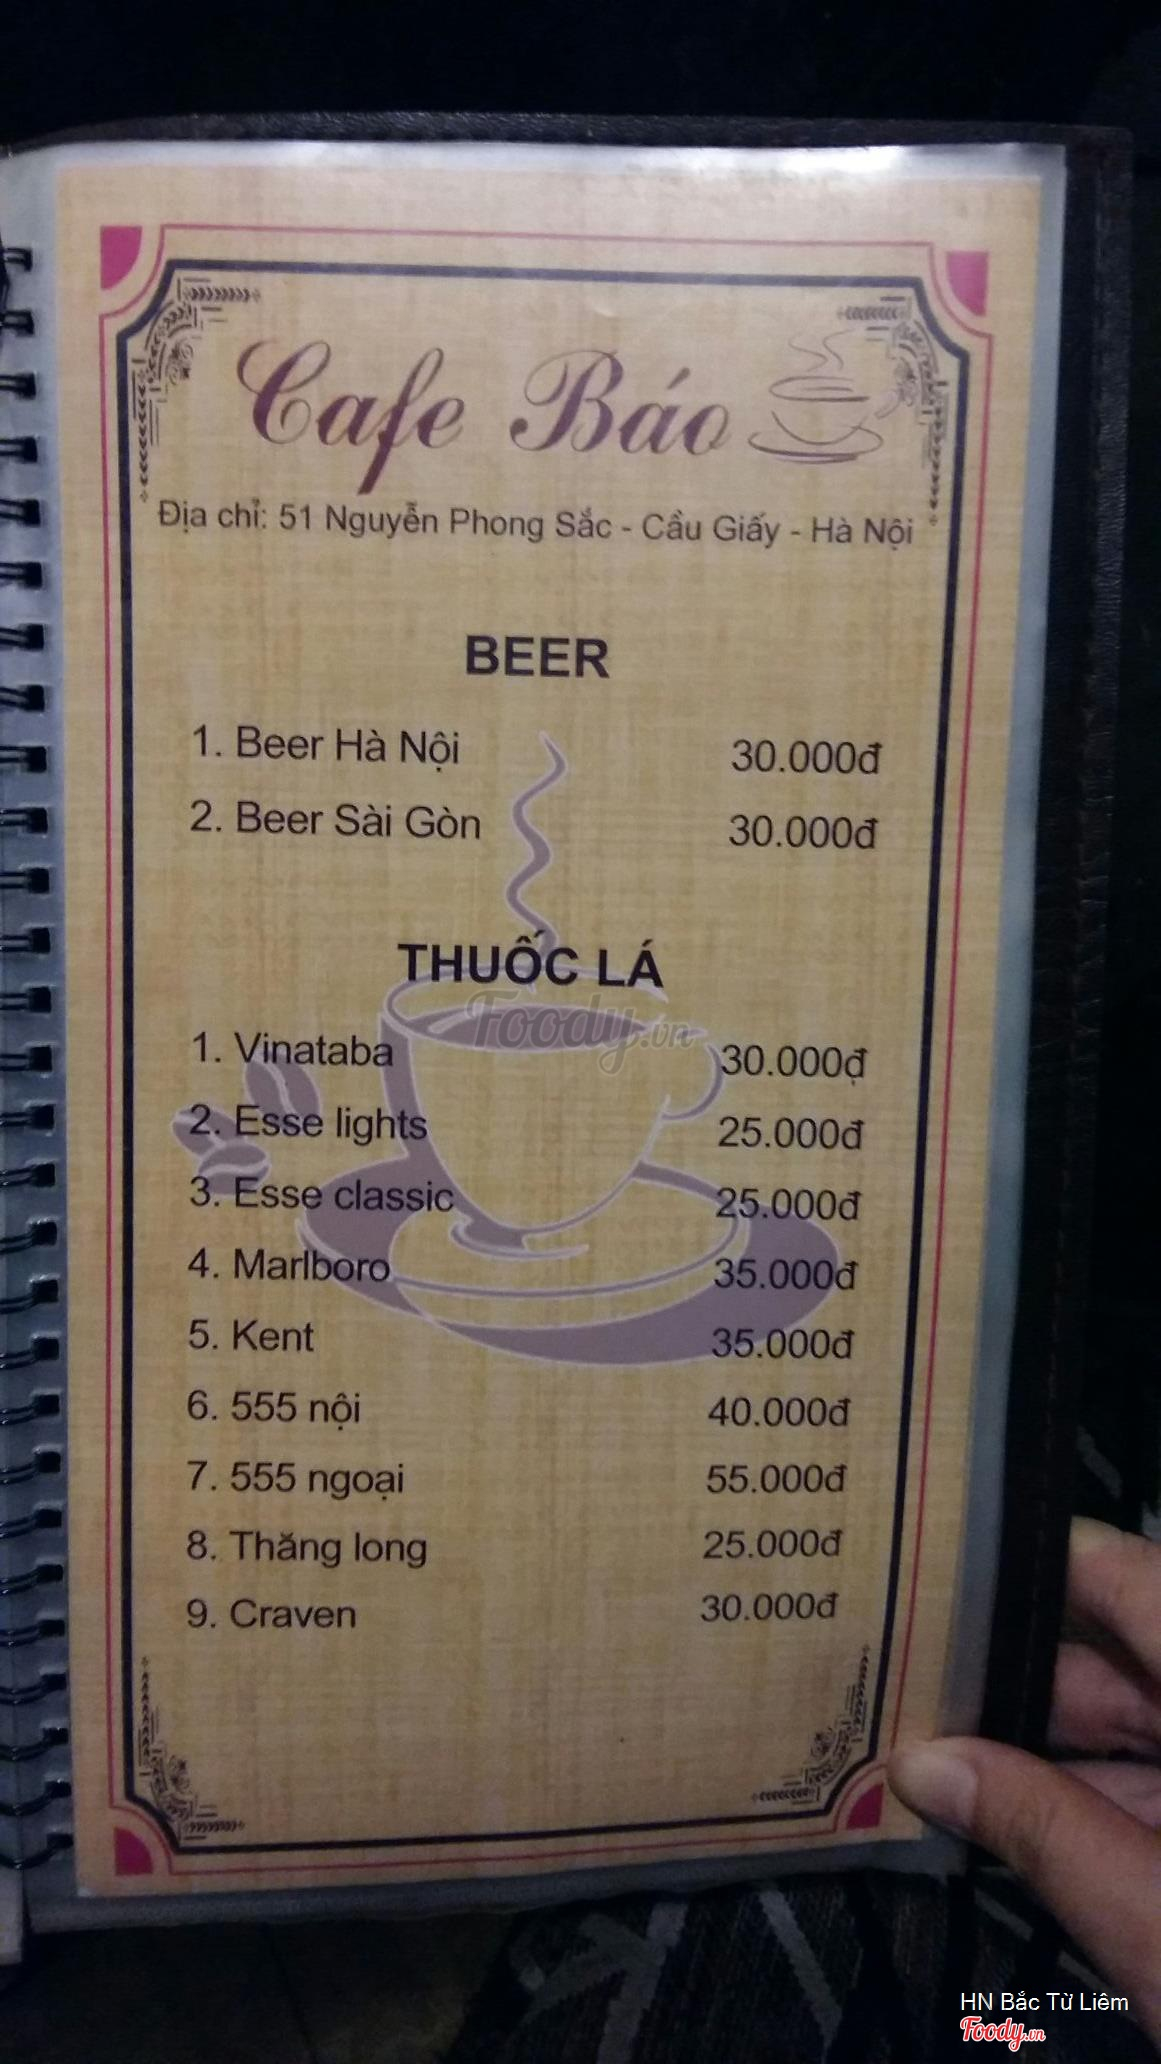 Cafe Báo
Địa chỉ: 51 Nguyễn Phong Sắc - Cầu Giấy - Hà Nội
BEER
1. Beer Hà Nội 30.000đ
2. Beer Sài Gòn 30.000đ
THUỐC LÁ
Foody.vn
1. Vinataba 30.000đ
2. Esse lights 25.000đ
3. Esse classic 25.000đ
4. Marlboro 35.000đ
5. Kent 35.000đ
6. 555 nội 40.000đ
7. 555 ngoại 55.000đ
8. Thăng long 25.000đ
9. Craven 30.000đ
HN Bắc Từ Liêm
Foody.vn